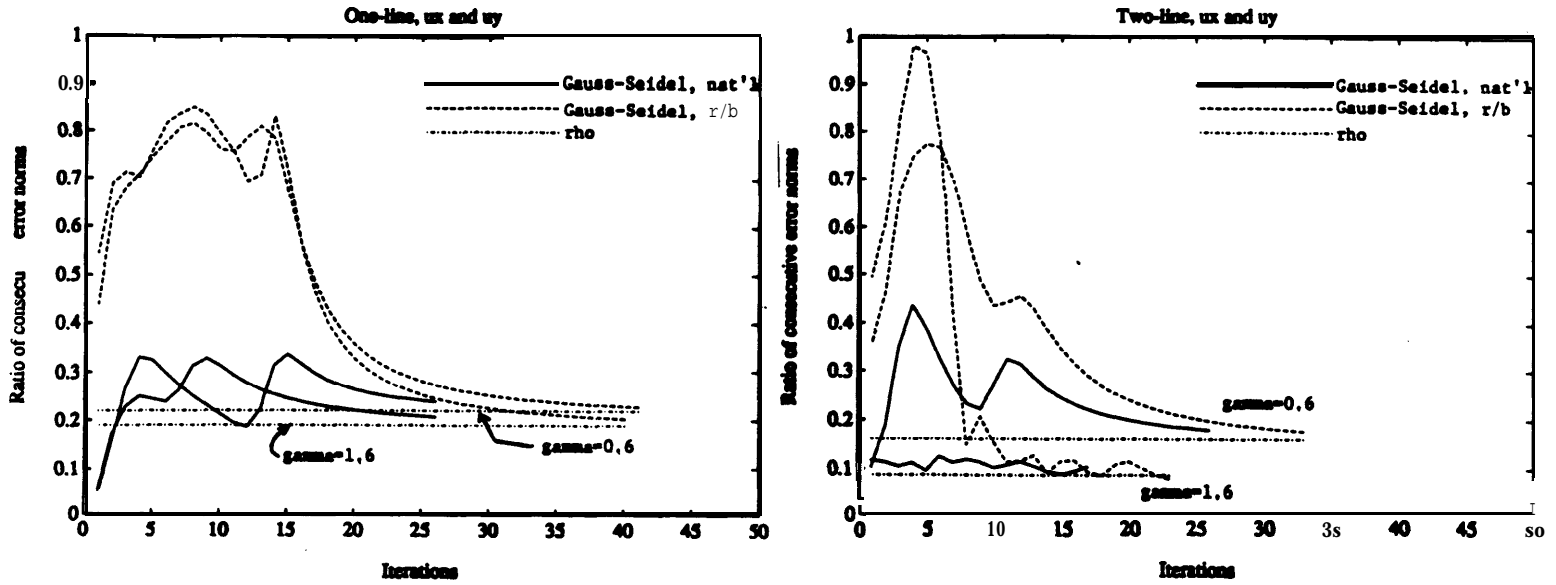 One-line, ux and uy
1
0.9
0.8
0.7
0.6
0.5
0.4
0.3
0.2
0.1
0
Ratio of consecu error norms
Gauss-Seidel, nat'l
Gauss-Seidel, r/b
rho
gamma=1,6
gamma=0,6
0 5 10 15 20 25 30 35 40 45 50
Iterations
Two-line, ux and uy
1
0.9
0.8
0.7
0.6
0.5
0.4
0.3
0.2
0.1
0
Ratio of consecutive error norms
Gauss-Seidel, nat'l
Gauss-Seidel, r/b
rho
gamma=0,6
gamma=1,6
0 5 10 15 20 25 30 3s 40 45 so
Iterations